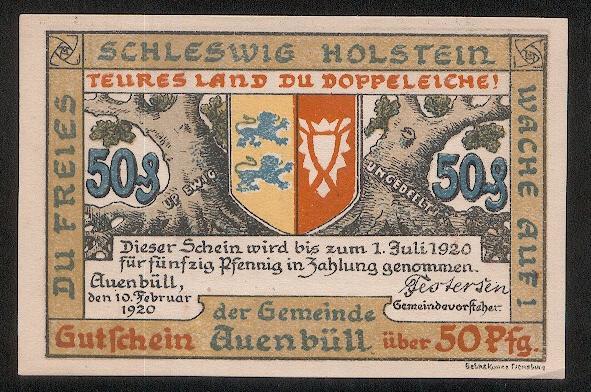 SCHLESWIG HOLSTEIN
TEURES LAND DU DOPPELEICHE!
DU FREIES
WACHE AUF!
50₰
50₰
UP EWIG
UNGEDEELT
Dieser Schein wird bis zum 1. Juli 1920
für fünfzig Pfennig in Zahlung genommen.
Auenbüll,
den 10. Februar
1920
Gemeindevorsteher.
der Gemeinde
Gutschein Auenbüll über 50 Pfg.